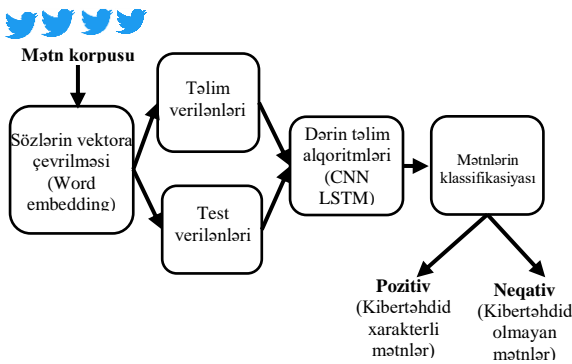 Mətn korpusu
Sözlərin vektora
çevrilməsi
(Word
embedding)
Təlim
verilənləri
Test
verilənləri
Dərin təlim
alqoritmləri
(CNN
LSTM)
Mətnlərin
klassifikasiyası
Pozitiv
(Kibertəhdid
xarakterli
mətnlər)
Neqativ
(Kibertəhdid
olmayan
mətnlər)